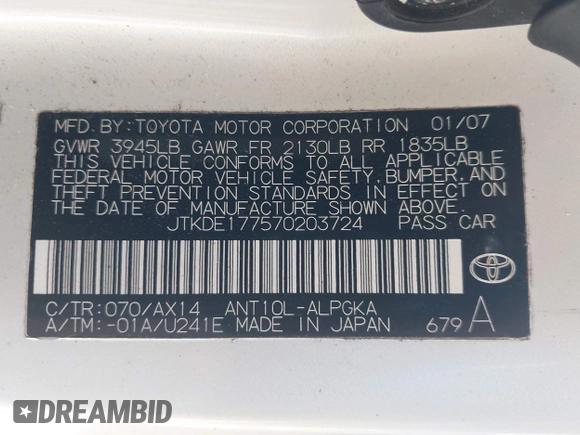 MFD.BY:TOYOTA MOTOR CORPORATION 01/07
GVWR 3945LB GAWR FR 2130LB RR 1835LB
THIS VEHICLE CONFORMS TO ALL APPLICABLE
FEDERAL MOTOR VEHICLE SAFETY, BUMPER, AND
THEFT PREVENTION STANDARDS IN EFFECT ON
THE DATE OF MANUFACTURE SHOWN ABOVE.
JTKDE177570203724 PASS CAR
C/TR:070/AX14 ANT10L-ALPGKA
A/TM:-01A/U241E MADE IN JAPAN 679 A
DREAMBID